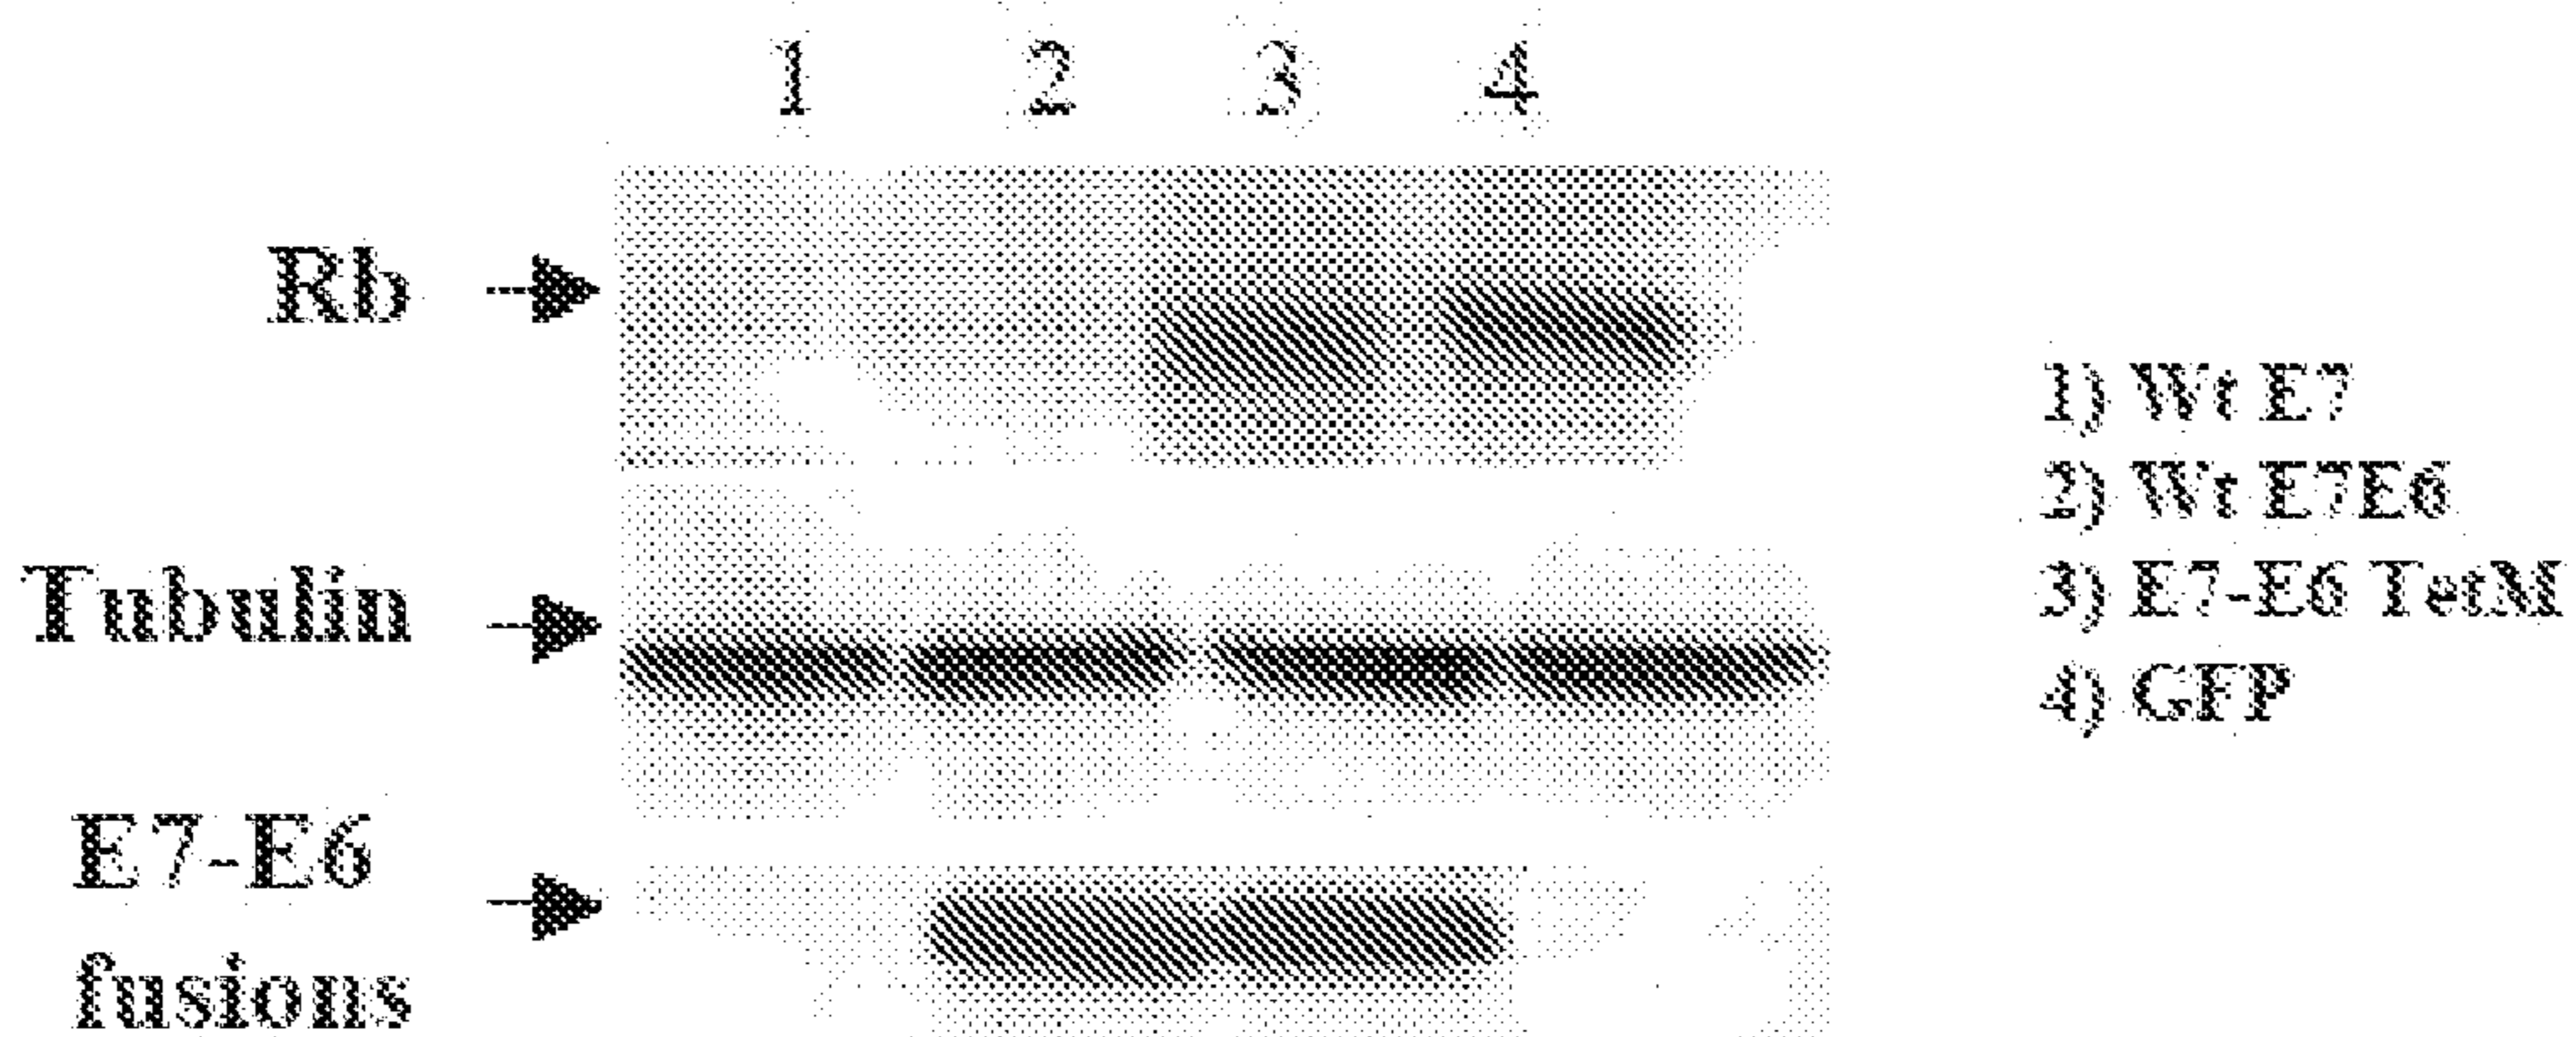 1 2 3 4
Rb
Tubulin
E7-E6
fusions
1) Wt E7
2) Wt E7E6
3) E7-E6 TetM
4) GFP